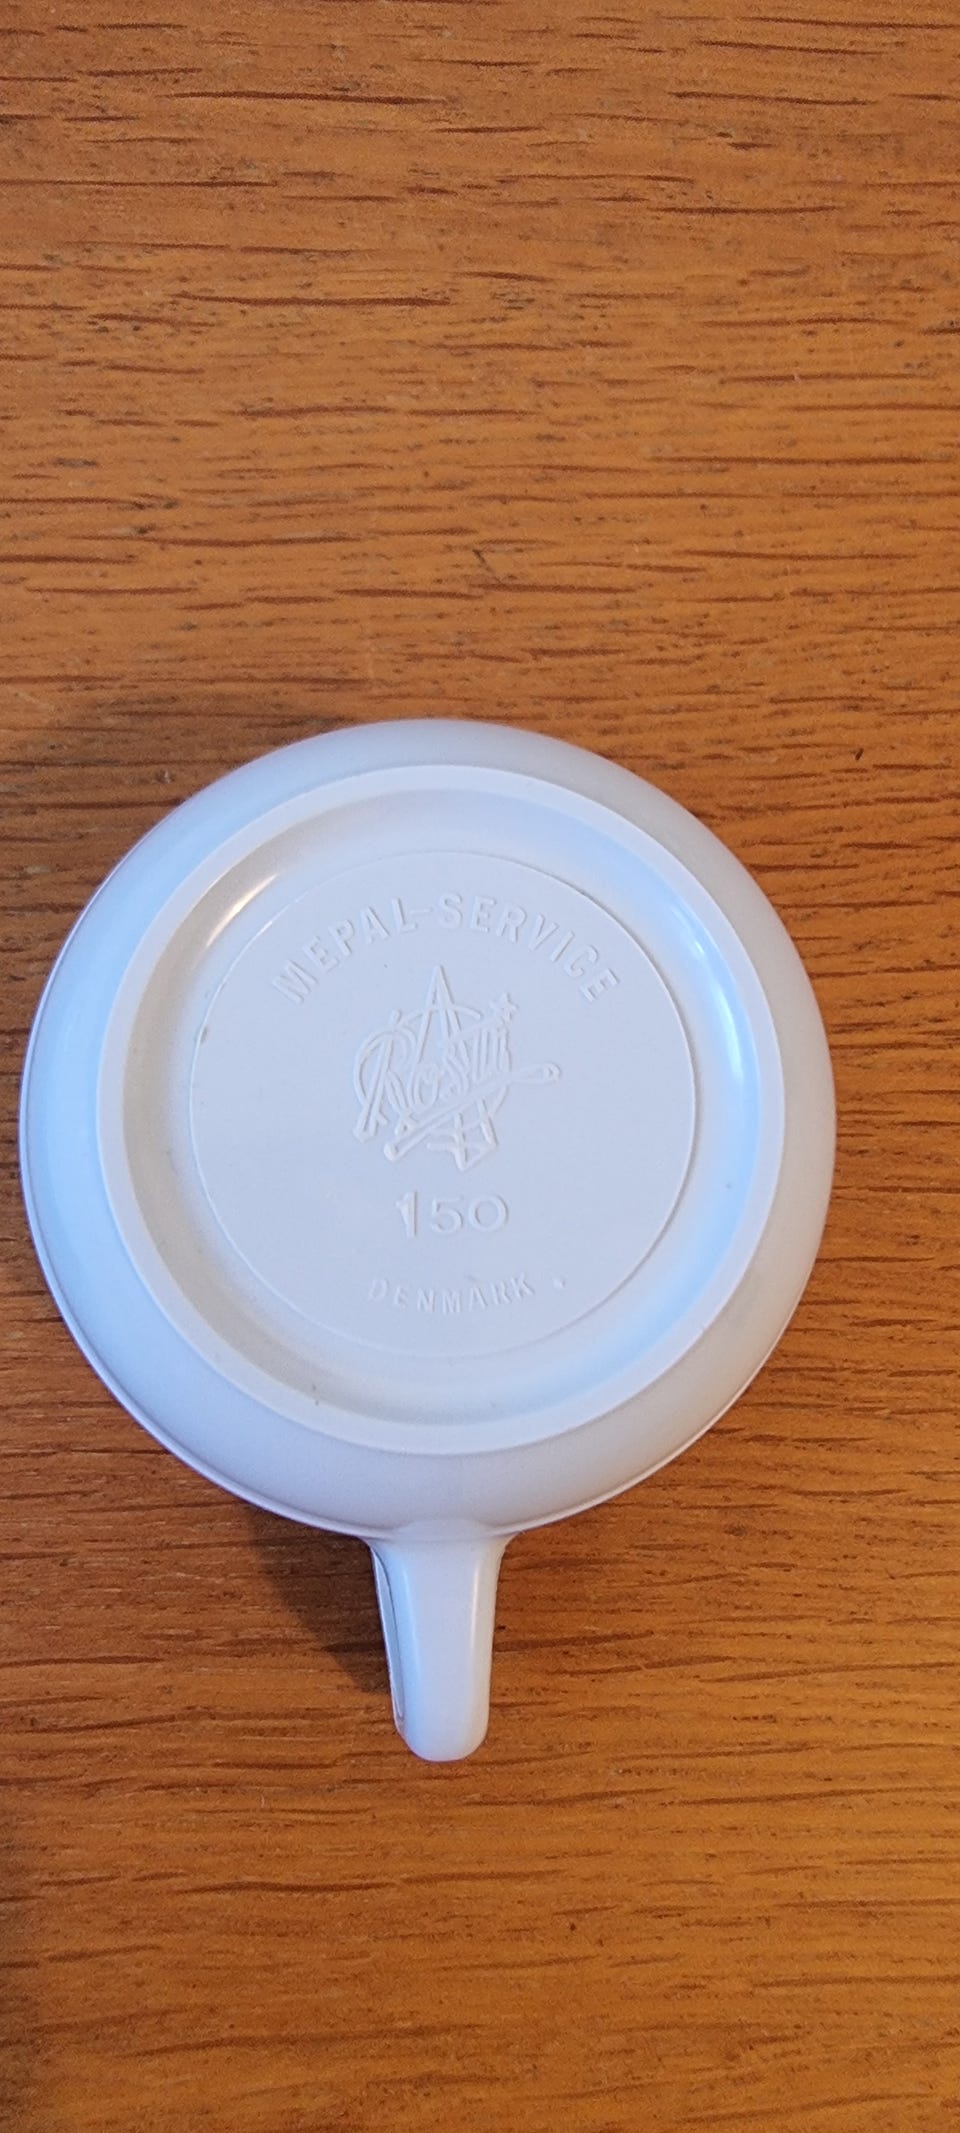 MEPAL-SERVICE
Rosti
150
DENMARK